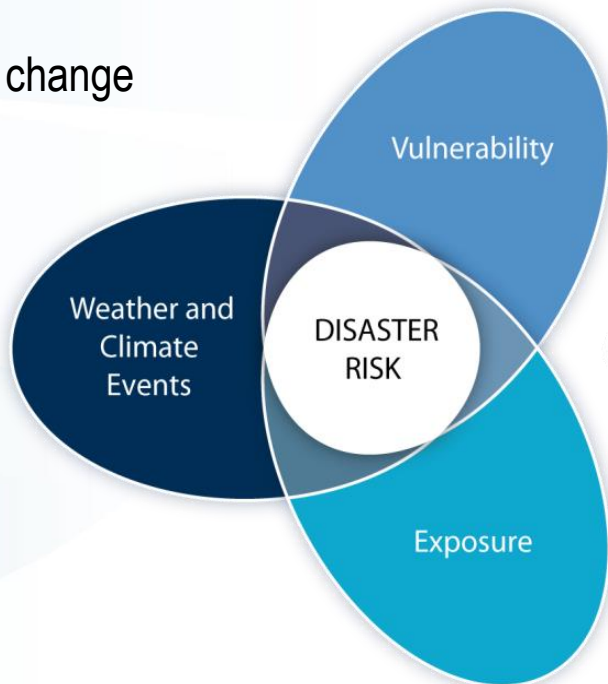 change
Vulnerability
Weather and
Climate
Events
DISASTER
RISK
Exposure